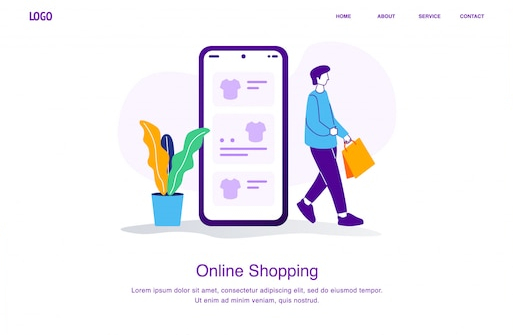 LOGO
HOME ABOUT SERVICE CONTACT
Online Shopping
Lorem ipsum dolor sit amet, consectetur adipiscing elit, sed do eiusmod tempor.
Ut enim ad minim veniam, quis nostrud.